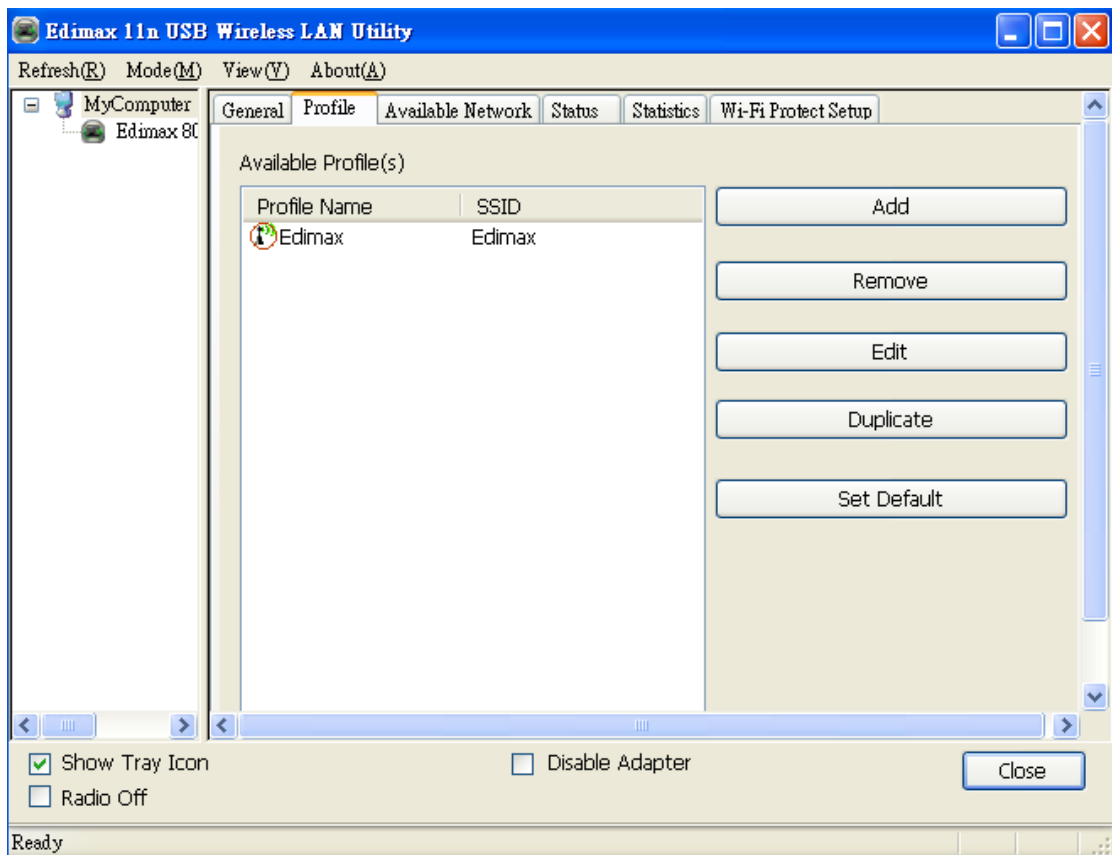 Edimax 11n USB Wireless LAN Utility
Refresh(R) Mode(M) View(V) About(A)
MyComputer
Edimax 80
General Profile Available Network Status Statistics Wi-Fi Protect Setup
Available Profile(s)
Profile Name SSID
Edimax Edimax
Add
Remove
Edit
Duplicate
Set Default
Show Tray Icon Disable Adapter
Radio Off
Close
Ready